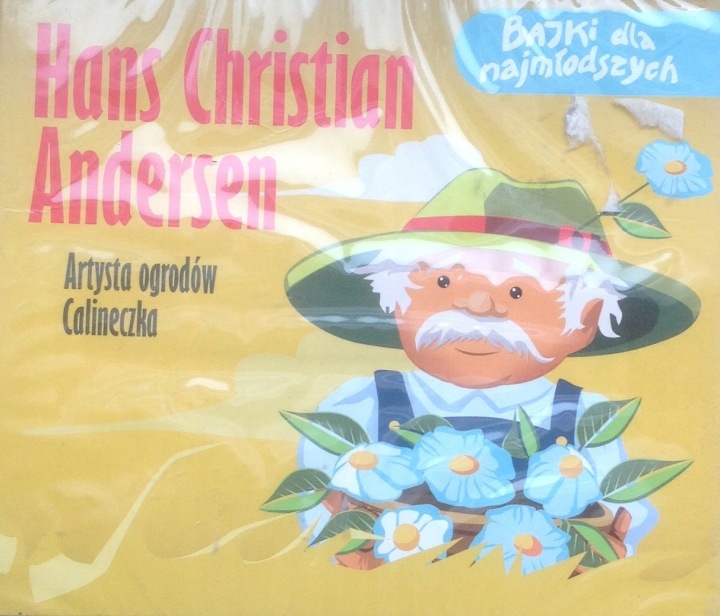 Hans Christian
Andersen
BAJKi dla
najmłodszych
Artysta ogrodów
Calineczka